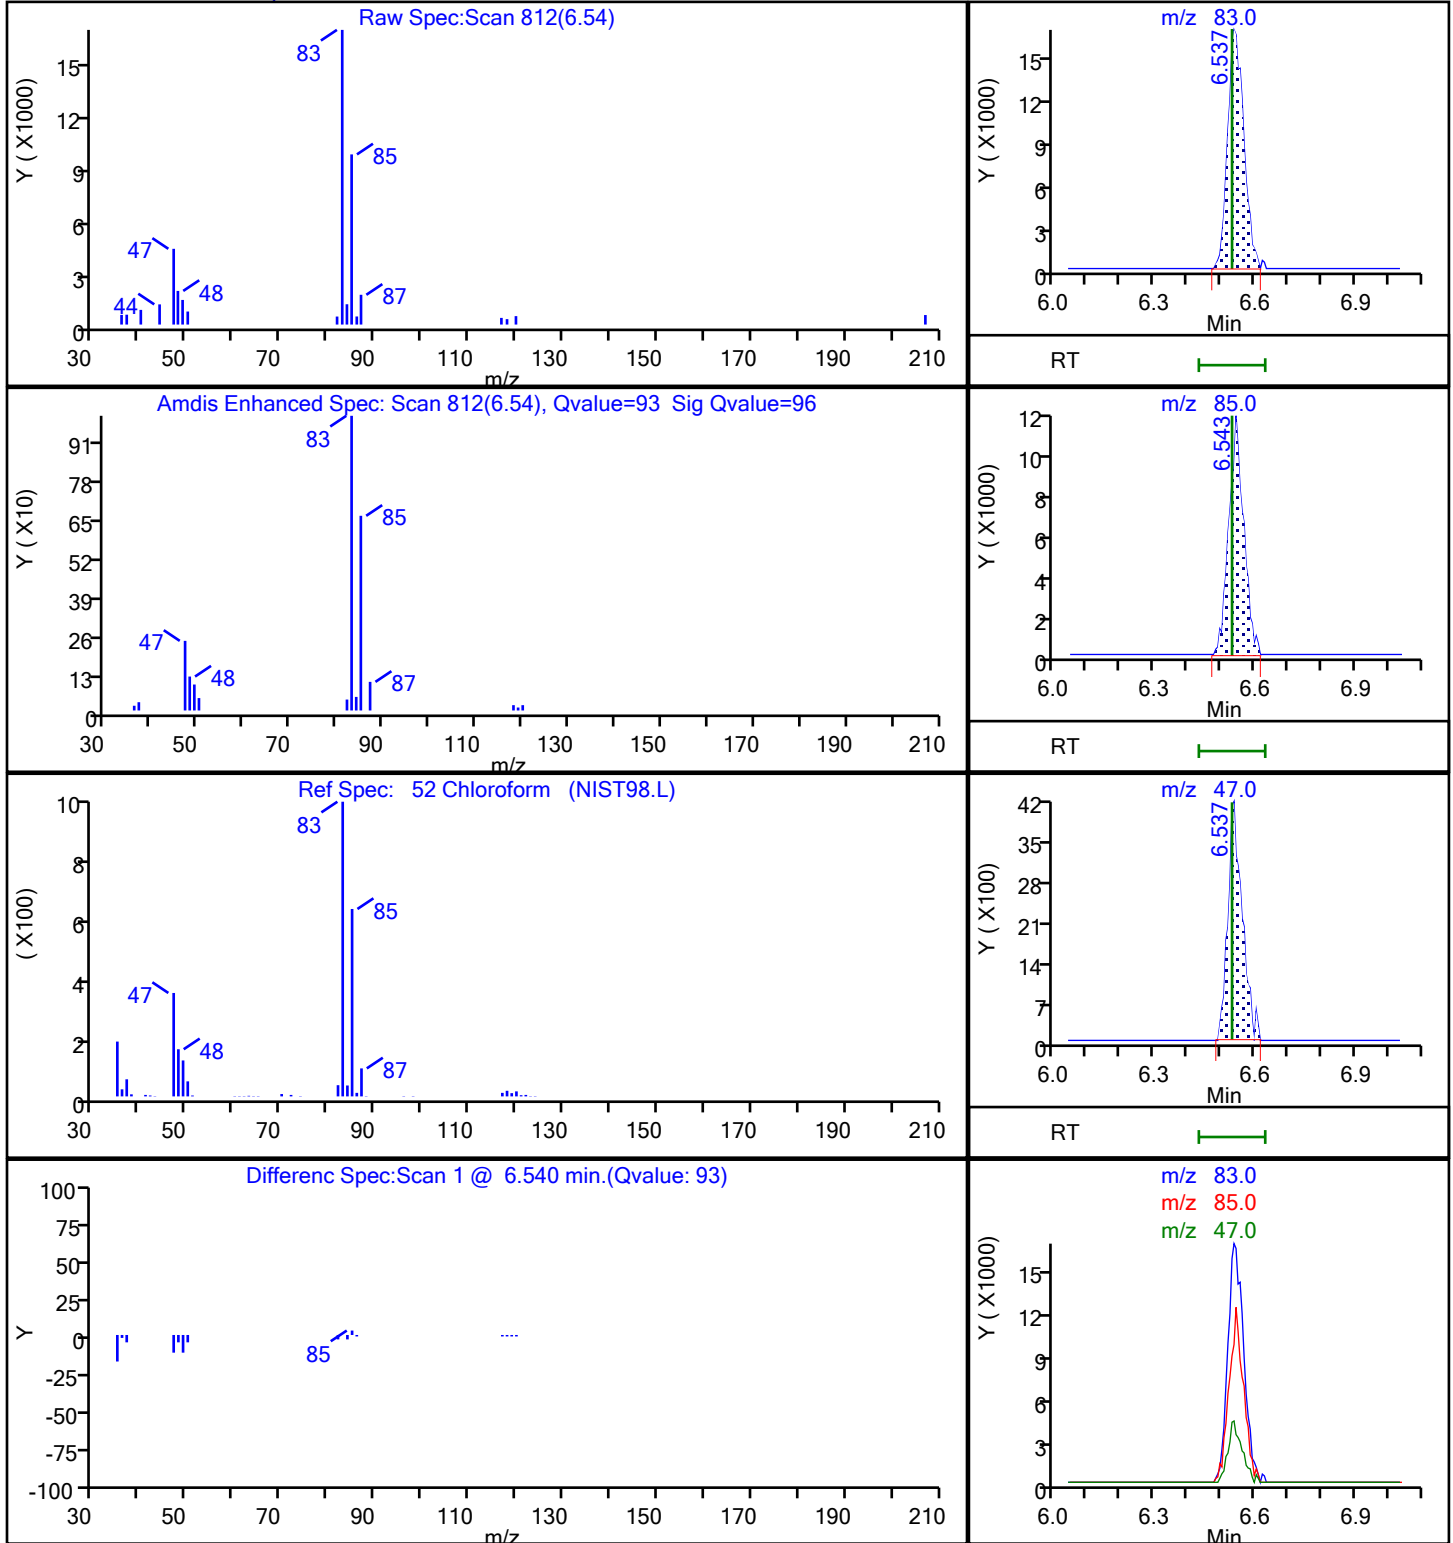 Raw Spec:Scan 812(6.54)
Y ( X1000)
15
12
9
6
3
0
83
85
47
48
44
87
30 50 70 90 110 130 150 170 190 210
m/z
m/z 83.0
6.537
Y ( X1000)
15
12
9
6
3
0
6.0 6.3 6.6 6.9
Min
RT
Amdis Enhanced Spec: Scan 812(6.54), Qvalue=93 Sig Qvalue=96
Y ( X10)
91
78
65
52
39
26
13
0
83
85
47
48
87
30 50 70 90 110 130 150 170 190 210
m/z
m/z 85.0
6.543
Y ( X1000)
12
10
8
6
4
2
0
6.0 6.3 6.6 6.9
Min
RT
Ref Spec: 52 Chloroform (NIST98.L)
( X100)
10
8
6
4
2
0
83
85
47
48
87
30 50 70 90 110 130 150 170 190 210
m/z 47.0
6.537
Y ( X100)
42
35
28
21
14
7
0
6.0 6.3 6.6 6.9
Min
RT
Differenc Spec:Scan 1 @ 6.540 min.(Qvalue: 93)
Y
100
75
50
25
0
-25
-50
-75
-100
85
30 50 70 90 110 130 150 170 190 210
m/z
m/z 83.0
m/z 85.0
m/z 47.0
Y ( X1000)
15
12
9
6
3
0
6.0 6.3 6.6 6.9
Min